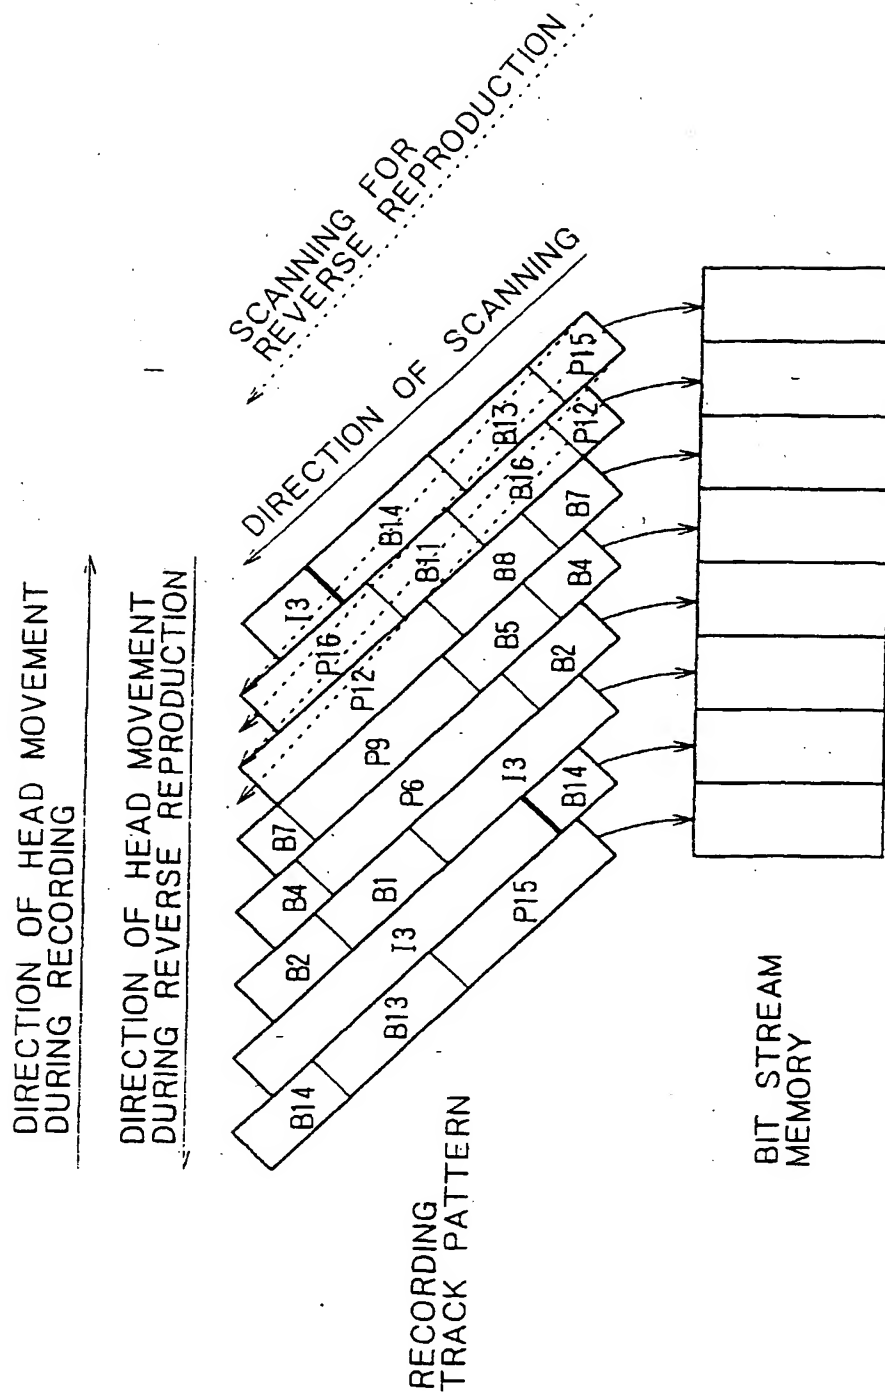 DIRECTION OF HEAD MOVEMENT
DURING RECORDING
DIRECTION OF HEAD MOVEMENT
DURING REVERSE REPRODUCTION
SCANNING FOR
REVERSE REPRODUCTION
DIRECTION OF SCANNING
RECORDING
TRACK PATTERN
B14
B13
P15
I3
B14
B2
B1
I3
B4
P6
B2
B7
P9
B5
B4
P12
B8
B7
P16
B11
B16
P12
I3
B14
B13
P15
BIT STREAM
MEMORY